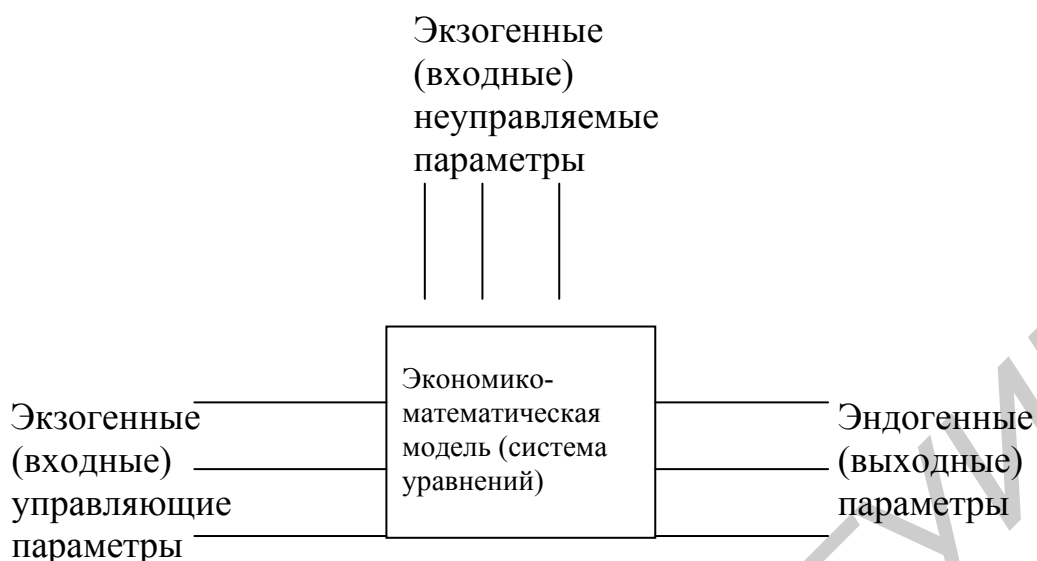 Экзогенные
(входные)
неуправляемые
параметры
Экономико-
математическая
модель (система
уравнений)
Экзогенные
(входные)
управляющие
параметры
Эндогенные
(выходные)
параметры